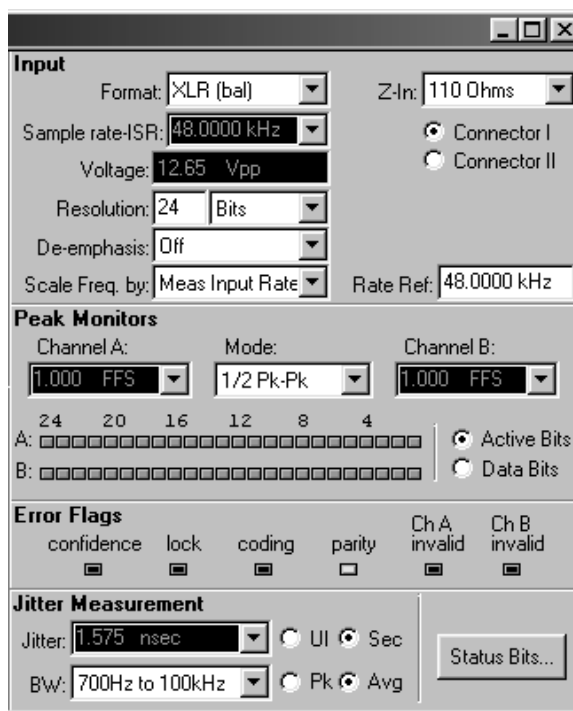 Input
Format: XLR (bal) Z-In: 110 Ohms
Sample rate-ISR: 48.0000 kHz Connector I
Voltage: 12.65 Vpp Connector II
Resolution: 24 Bits
De-emphasis: Off
Scale Freq. by: Meas Input Rate Rate Ref: 48.0000 kHz
Peak Monitors
Channel A: Mode: Channel B:
1.000 FFS 1/2 Pk-Pk 1.000 FFS
24 20 16 12 8 4
A: Active Bits
B: Data Bits
Error Flags
confidence lock coding parity Ch A invalid Ch B invalid
Jitter Measurement
Jitter: 1.575 nsec UI Sec
BW: 700Hz to 100kHz Pk Avg
Status Bits...